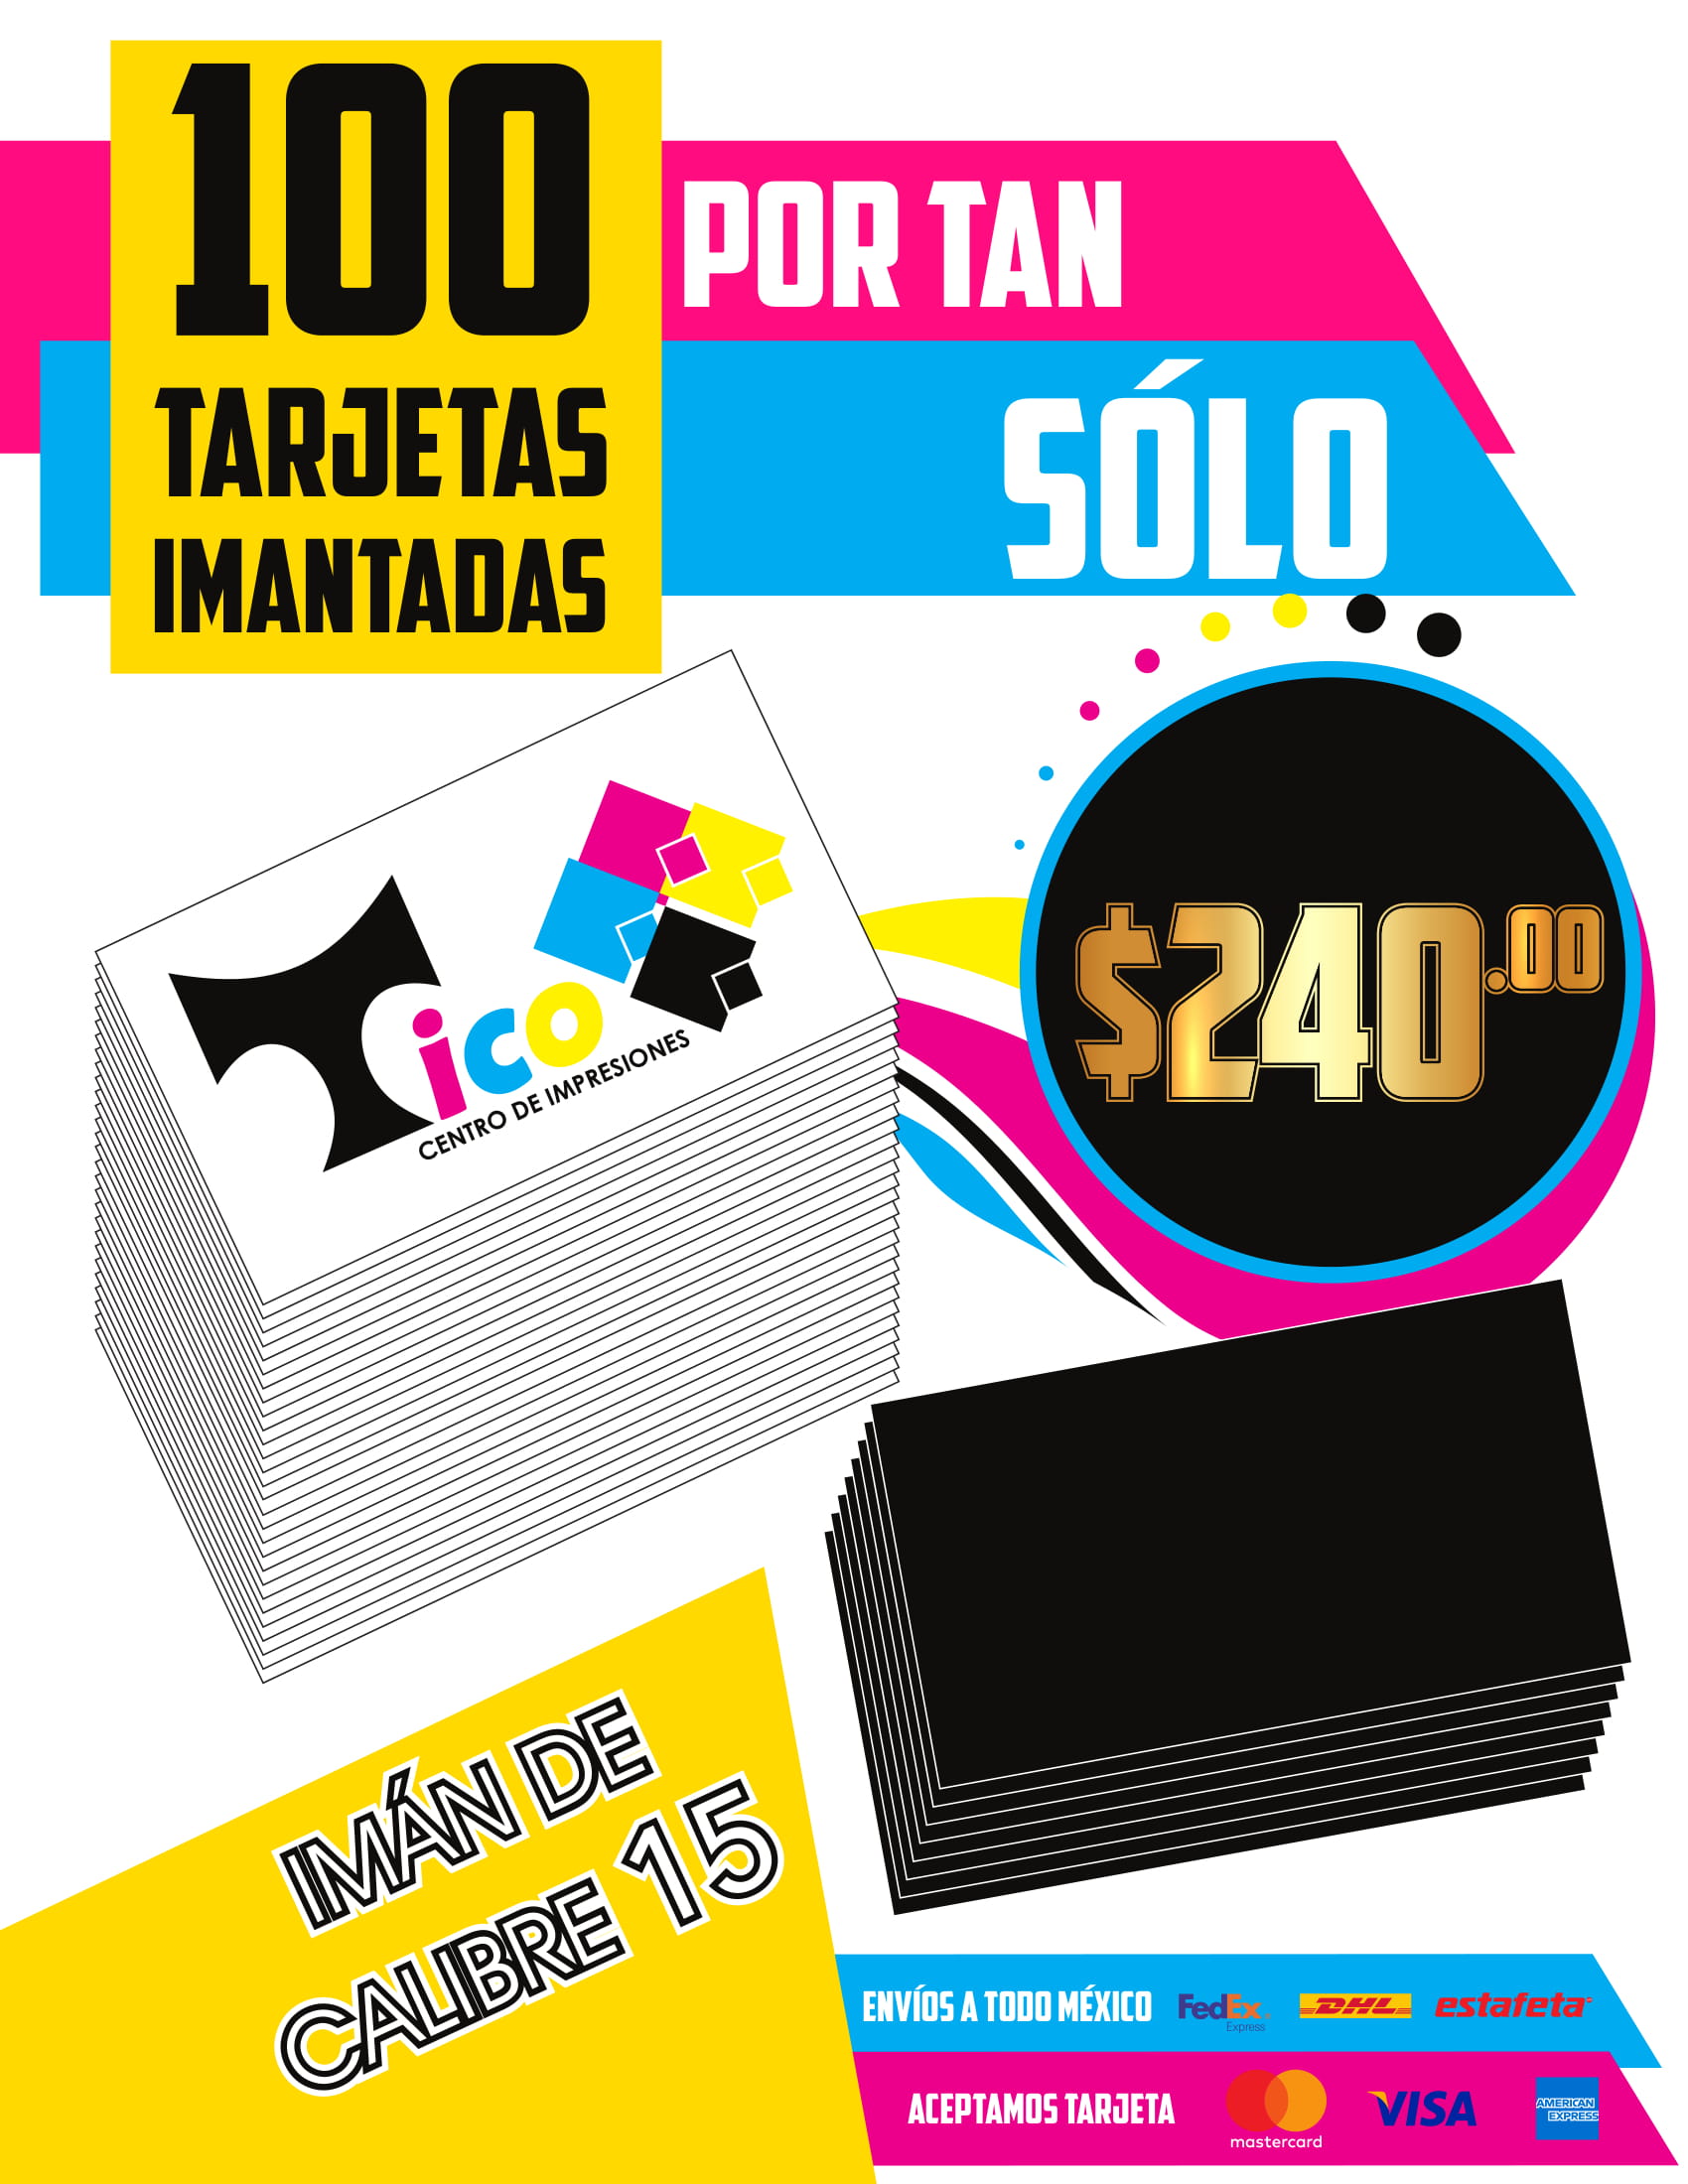 100
TARJETAS
IMANTADAS
POR TAN
SÓLO
$240.00
Tico
CENTRO DE IMPRESIONES
IMÁN DE
CALIBRE 15
ENVÍOS A TODO MÉXICO
FedEx
Express
DHL
estafeta
ACEPTAMOS TARJETA
mastercard
VISA
AMERICAN
EXPRESS